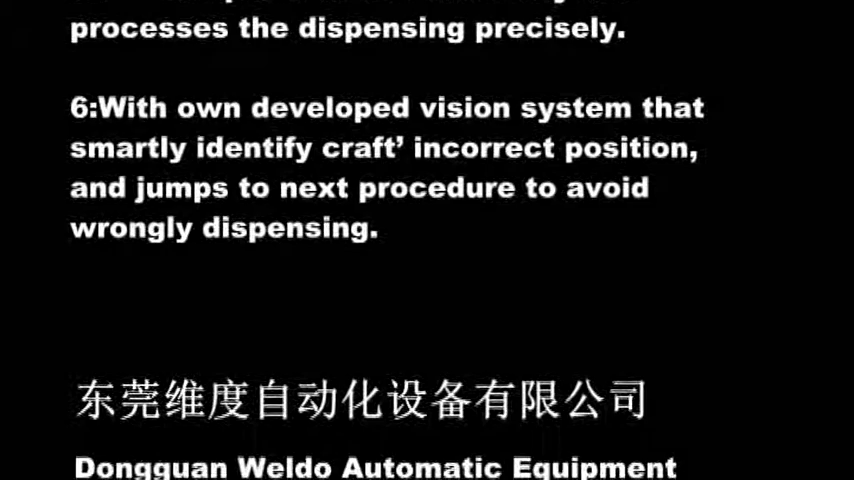 processes the dispensing precisely.
6:With own developed vision system that
smartly identify craft’ incorrect position,
and jumps to next procedure to avoid
wrongly dispensing.
东莞维度自动化设备有限公司
Dongguan Weldo Automatic Equipment